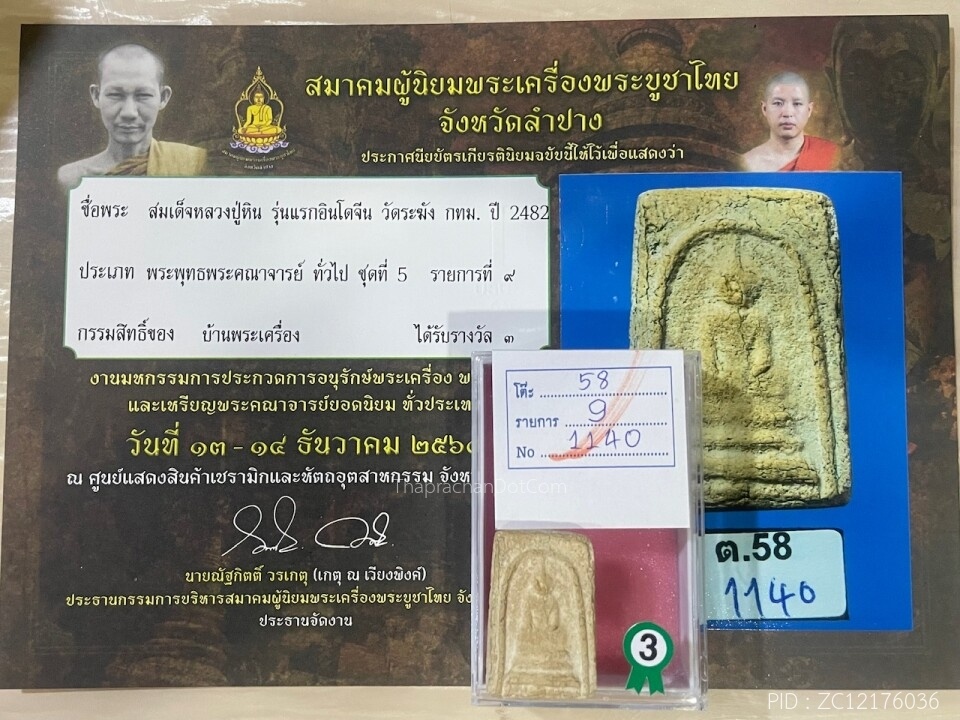 สมาคมผู้นิยมพระเครื่องพระบูชาไทย
จังหวัดลำปาง
ประกาศนียบัตรเกียรตินิยมฉบับนี้ให้ไว้เพื่อแสดงว่า
ชื่อพระ สมเด็จหลวงปู่หิน รุ่นแรกอินโดจีน วัดระฆัง กทม. ปี 2482
ประเภท พระพุทธพระคณาจารย์ ทั่วไป ชุดที่ 5 รายการที่ ๙
กรรมสิทธิ์ของ บ้านพระเครื่อง ได้รับรางวัล ๓
งานมหกรรมการประกวดการอนุรักษ์พระเครื่อง
และเหรียญพระคณาจารย์ยอดนิยม ทั่วประเท
วันที่ ๑๓ - ๑๔ ธันวาคม ๒๕๖
ณ ศูนย์แสดงสินค้าเซรามิกและหัตถอุตสาหกรรม จังห
นายณัฐกิตติ์ วรเกตุ (เกตุ ณ เวียงพิงค์)
ประธานกรรมการบริหารสมาคมผู้นิยมพระเครื่องพระบูชาไทย จัง
ประธานจัดงาน
โต๊ะ 58
รายการ 9
No 1140
ต.58
1140
3
ThaprachanDotCom
PID : ZC12176036